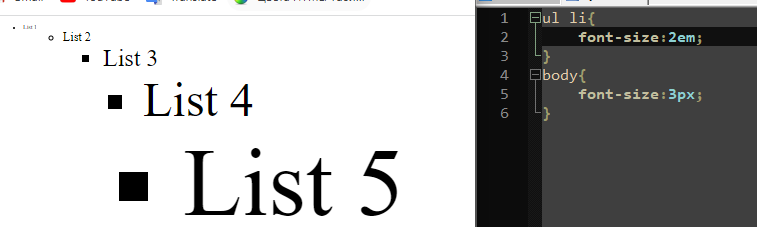 List 1
List 2
List 3
List 4
List 5
1 ul li{
2 font-size:2em;
3 }
4 body{
5 font-size:3px;
6 }